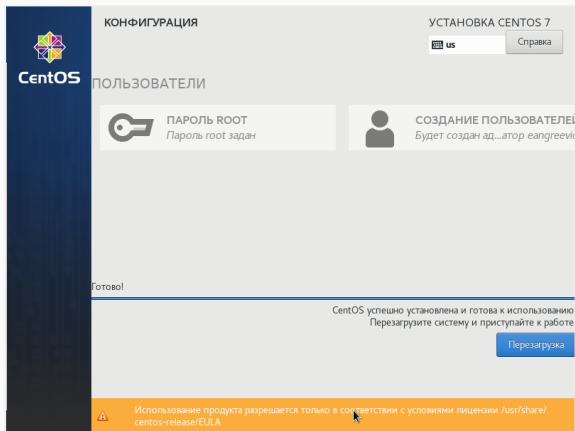 КОНФИГУРАЦИЯ
УСТАНОВКА CENTOS 7
us
Справка
CentOS
ПОЛЬЗОВАТЕЛИ
ПАРОЛЬ ROOT
Пароль root задан
СОЗДАНИЕ ПОЛЬЗОВАТЕЛЕЙ
Будет создан ад...атор eangreevic
Готово!
CentOS успешно установлена и готова к использованию
Перезагрузите систему и приступайте к работе
Перезагрузка
Использование продукта разрешается только в соответствии с условиями лицензии /usr/share/
centos-release/EULA